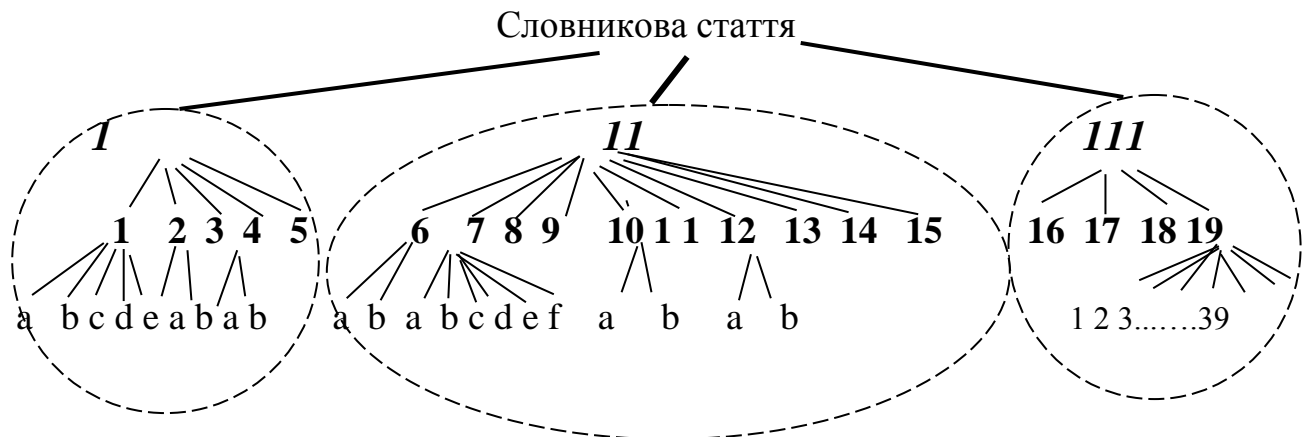 Словникова стаття
1 11 111
1 2 3 4 5 6 7 8 9 10 1 1 12 13 14 15 16 17 18 19
a b c d e a b a b a b a b c d e f a b a b 1 2 3...….39